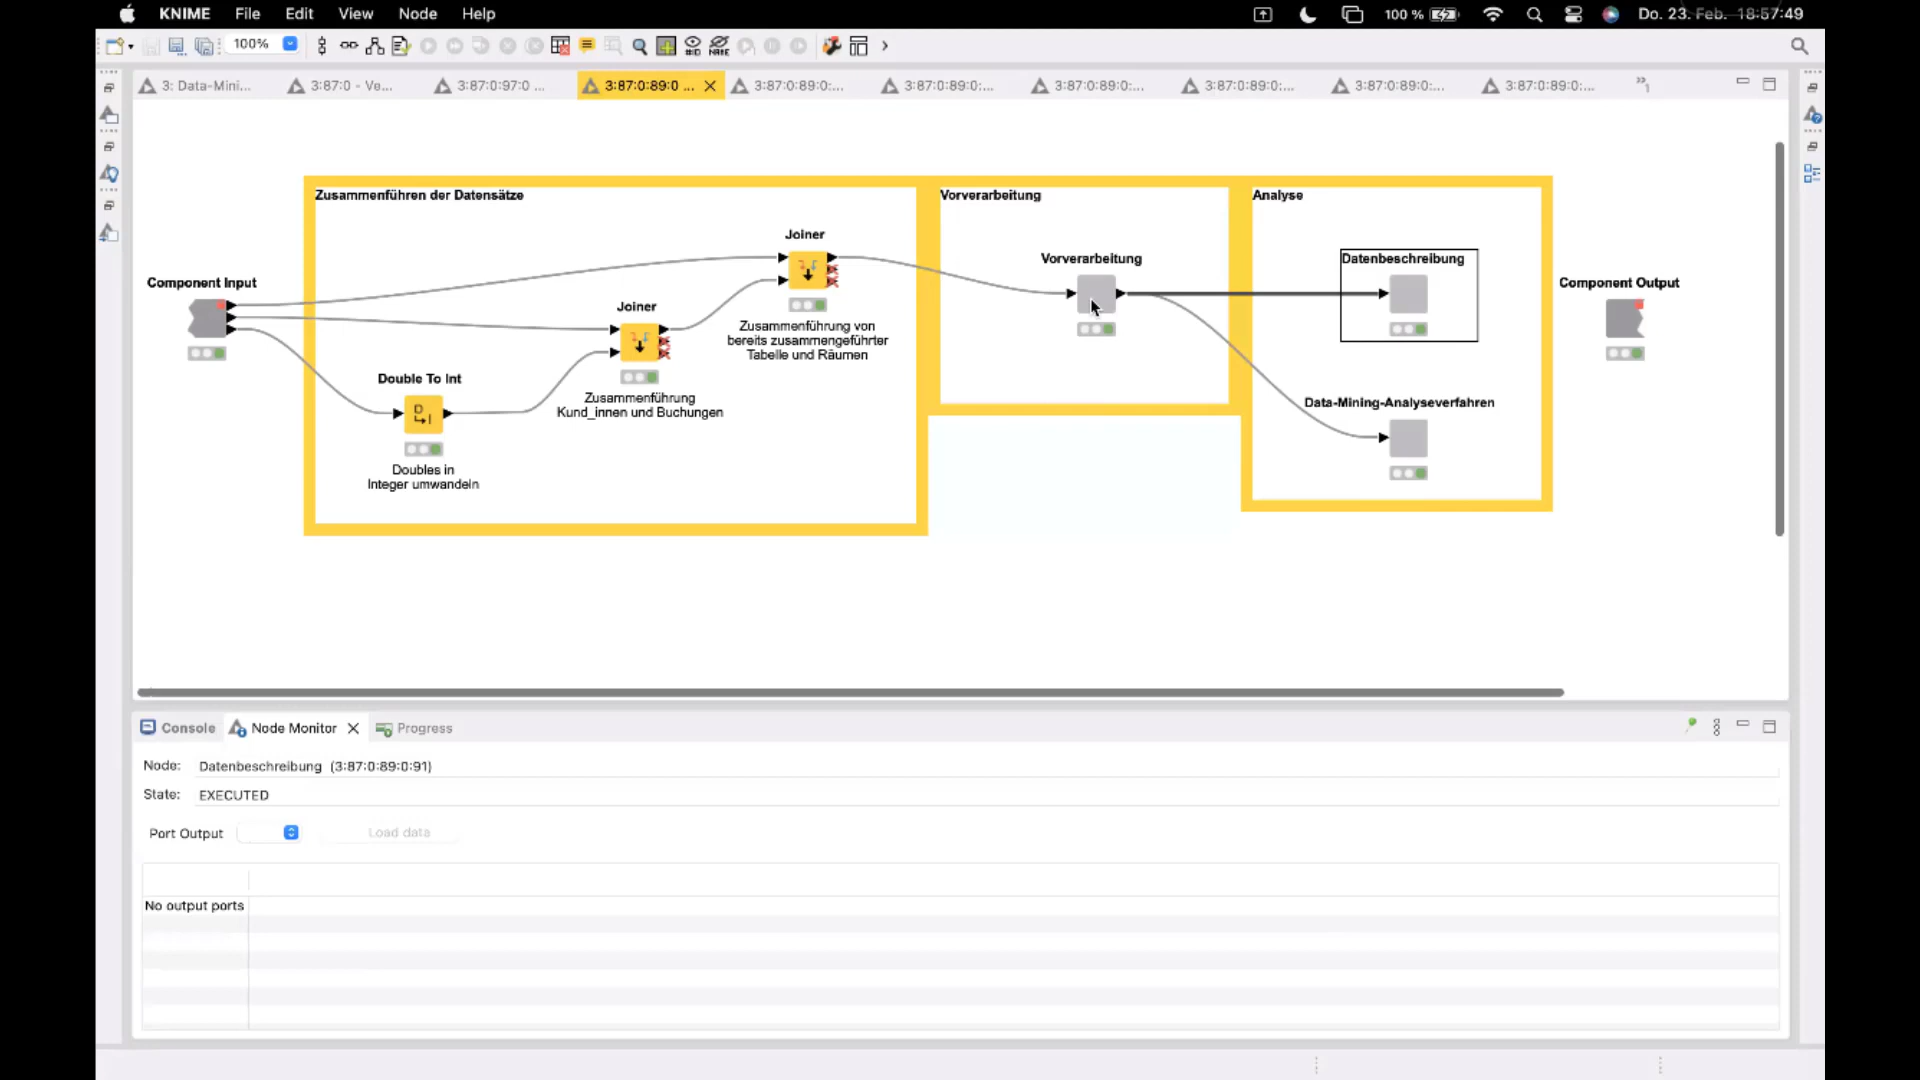 KNIME File Edit View Node Help 100 % Do. 23. Feb. 18:57:49
100%
3: Data-Mini... 3:87:0 - Ve... 3:87:0:97:0 ... 3:87:0:89:0 ... 3:87:0:89:0:... 3:87:0:89:0:... 3:87:0:89:0:... 3:87:0:89:0:... 3:87:0:89:0:... 3:87:0:89:0:... 1
Zusammenführen der Datensätze
Vorverarbeitung
Analyse
Joiner
Component Input
Joiner
Vorverarbeitung
Datenbeschreibung
Component Output
Zusammenführung von
bereits zusammengeführter
Tabelle und Räumen
Double To Int
D
I
Zusammenführung
Kund_innen und Buchungen
Data-Mining-Analyseverfahren
Doubles in
Integer umwandeln
Console Node Monitor Progress
Node: Datenbeschreibung (3:87:0:89:0:91)
State: EXECUTED
Port Output Load data
No output ports